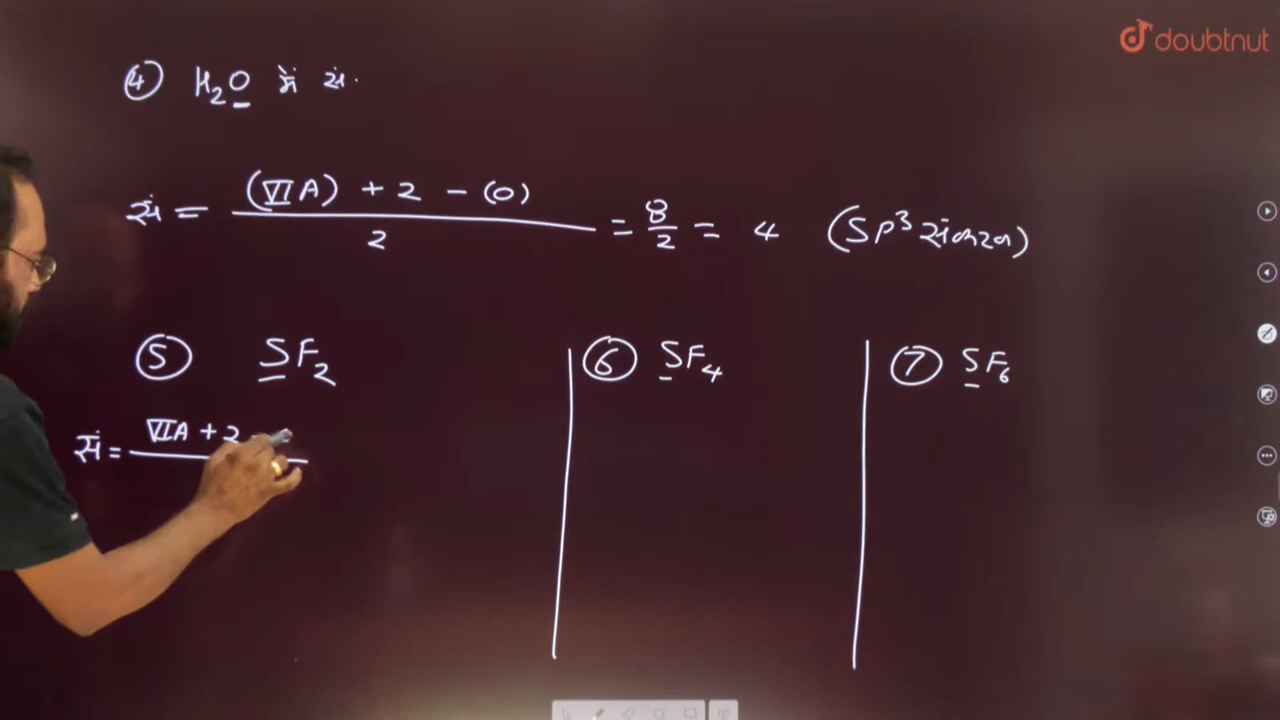 doubtnut
④ H₂O में सं.
सं = (VI A) + 2 - (0) / 2 = 8/2 = 4 (SP³ संकरण)
⑤ SF₂
⑥ SF₄
⑦ SF₆
सं = VIA + 2 -